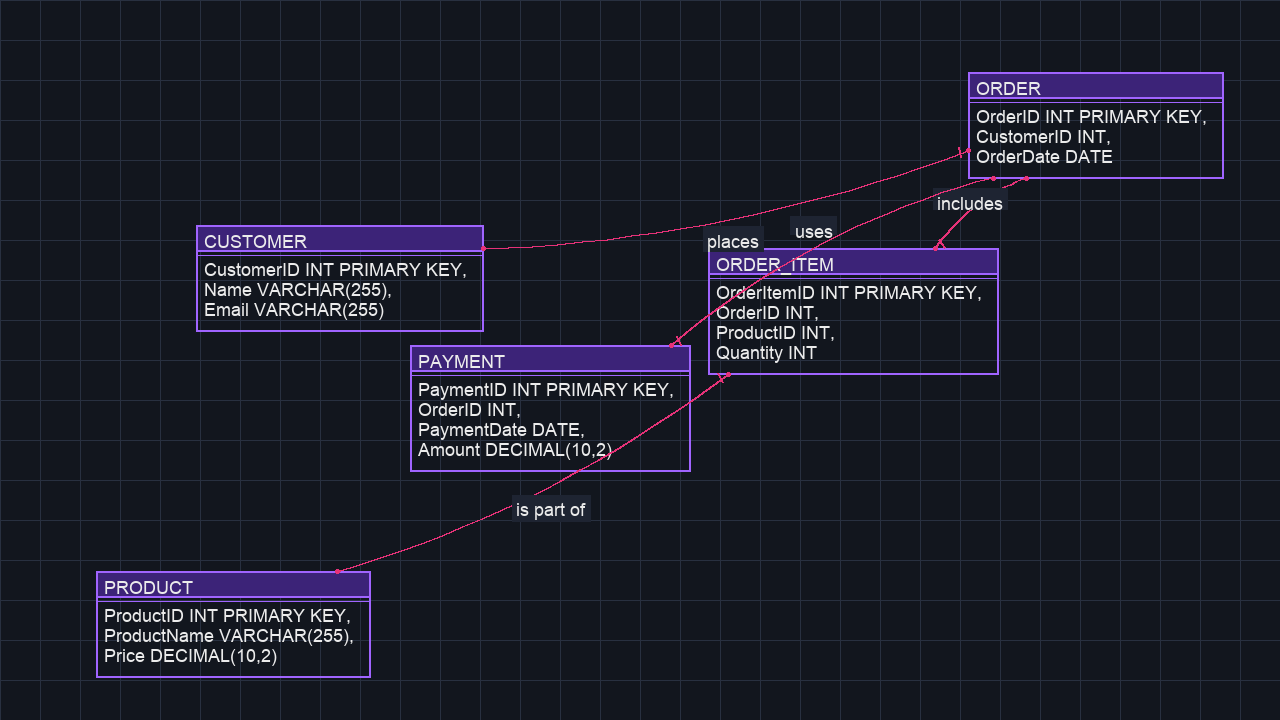 ORDER
OrderID INT PRIMARY KEY,
CustomerID INT,
OrderDate DATE
includes
uses
places
CUSTOMER
CustomerID INT PRIMARY KEY,
Name VARCHAR(255),
Email VARCHAR(255)
ORDER_ITEM
OrderItemID INT PRIMARY KEY,
OrderID INT,
ProductID INT,
Quantity INT
PAYMENT
PaymentID INT PRIMARY KEY,
OrderID INT,
PaymentDate DATE,
Amount DECIMAL(10,2)
is part of
PRODUCT
ProductID INT PRIMARY KEY,
ProductName VARCHAR(255),
Price DECIMAL(10,2)